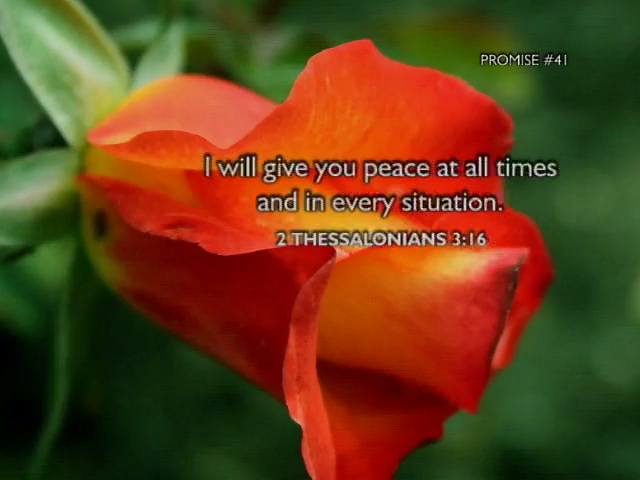 PROMISE #41
I will give you peace at all times
and in every situation.
2 THESSALONIANS 3:16